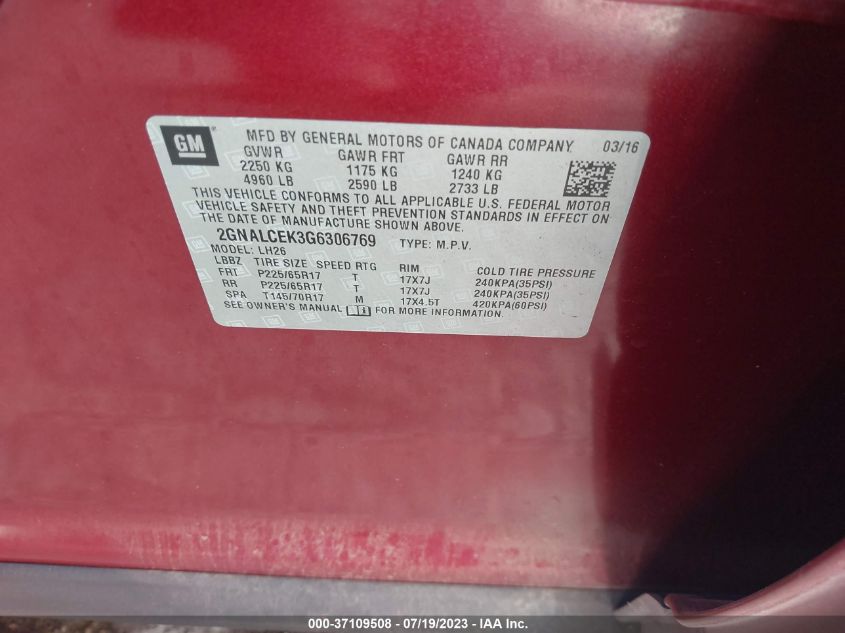 GM
MFD BY GENERAL MOTORS OF CANADA COMPANY 03/16
GVWR GAWR FRT GAWR RR
2250 KG 1175 KG 1240 KG
4960 LB 2590 LB 2733 LB
THIS VEHICLE CONFORMS TO ALL APPLICABLE U.S. FEDERAL MOTOR
VEHICLE SAFETY AND THEFT PREVENTION STANDARDS IN EFFECT ON
THE DATE OF MANUFACTURE SHOWN ABOVE.
2GNALCEK3G6306769 TYPE: M.P.V.
MODEL: LH26
LBBZ TIRE SIZE SPEED RTG RIM COLD TIRE PRESSURE
FRT P225/65R17 T 17X7J 240KPA(35PSI)
RR P225/65R17 T 17X7J 240KPA(35PSI)
SPA T145/70R17 M 17X4.5T 420KPA(60PSI)
SEE OWNER'S MANUAL FOR MORE INFORMATION.
000-37109508 - 07/19/2023 - IAA Inc.